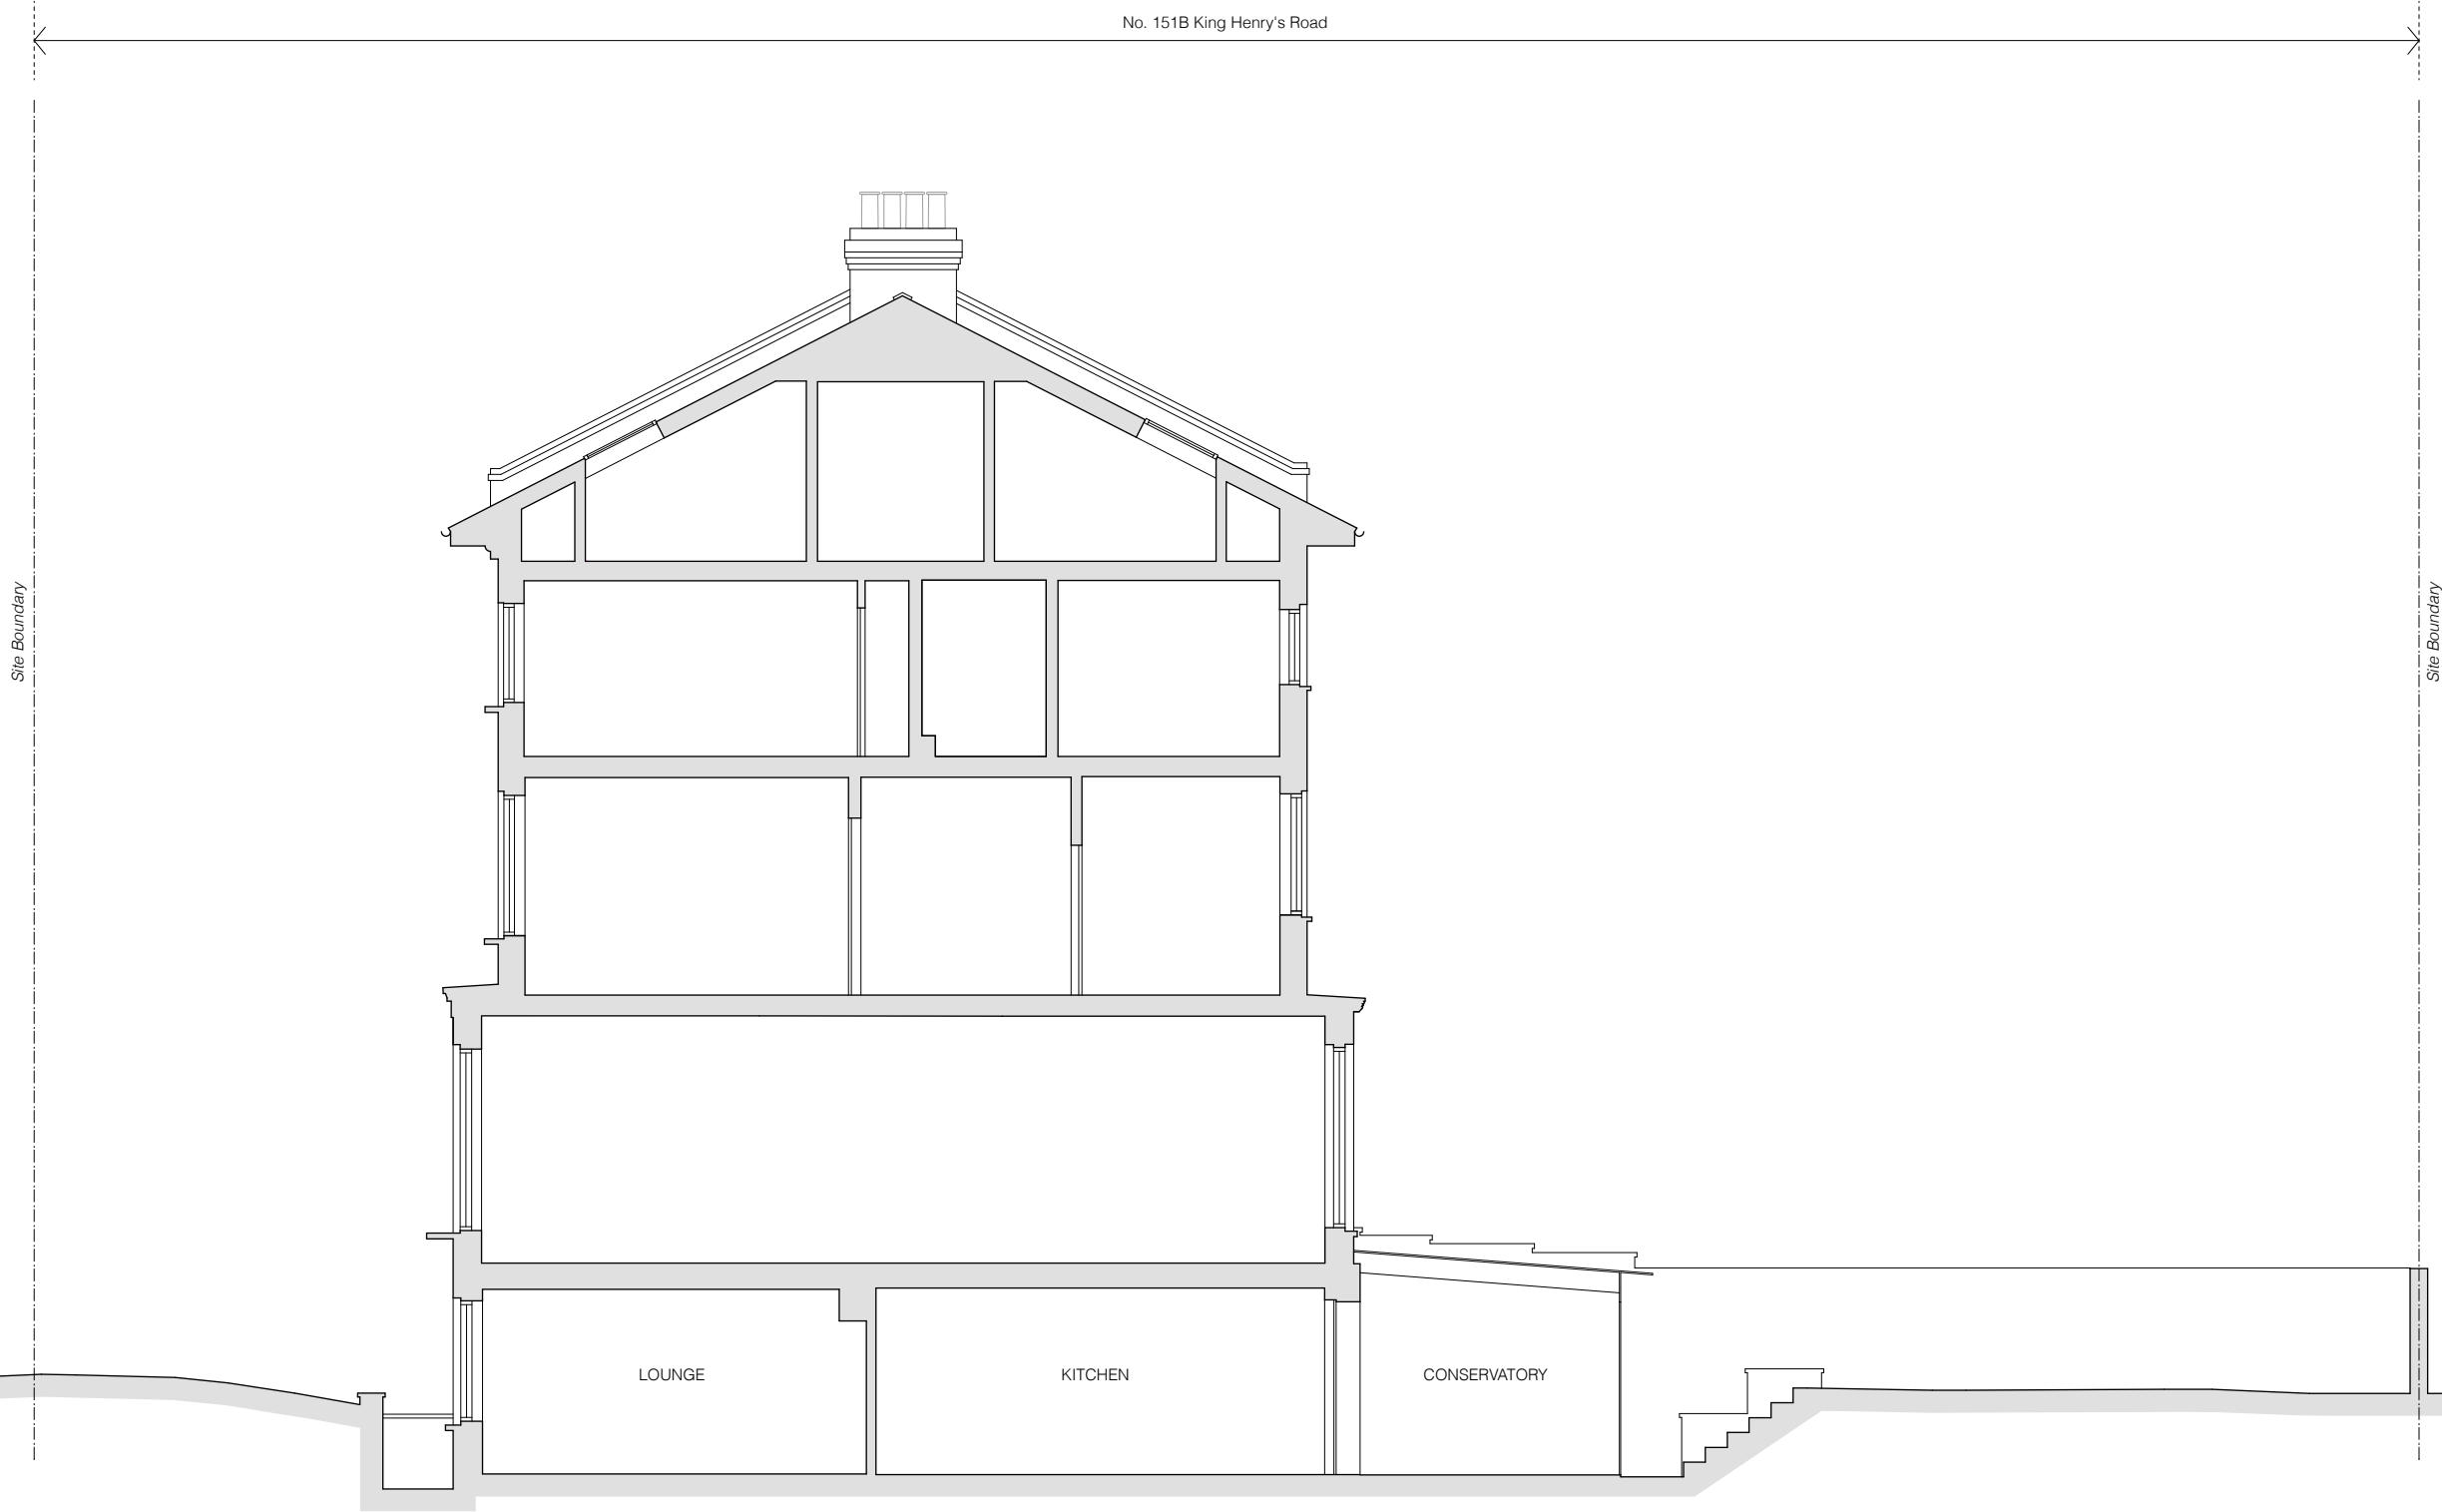 No. 151B King Henry's Road
Site Boundary
Site Boundary
LOUNGE
KITCHEN
CONSERVATORY